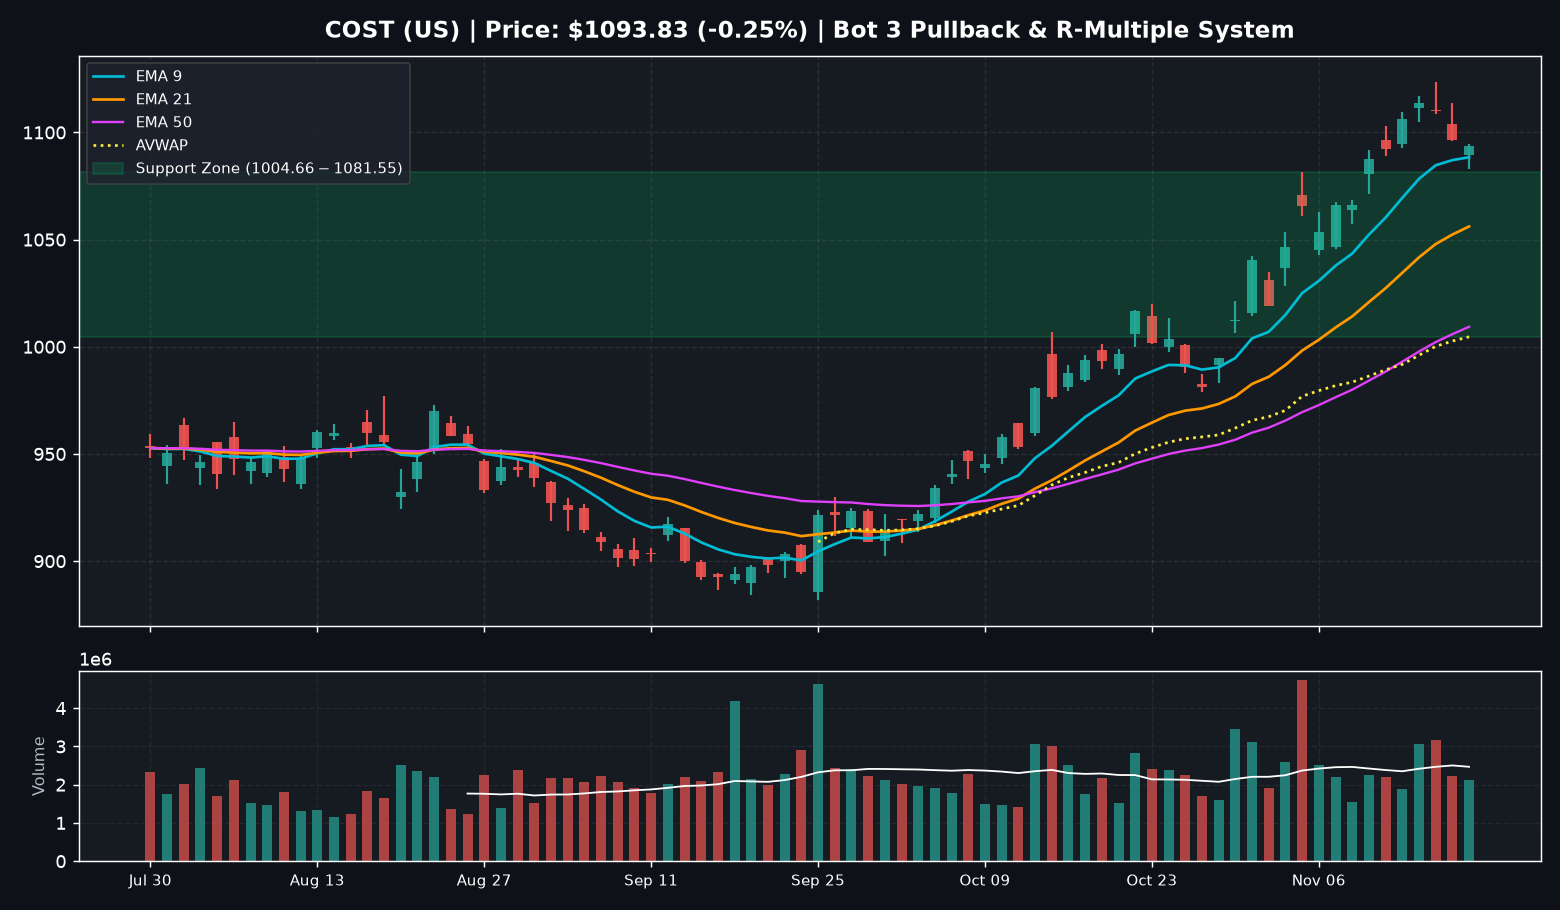 COST (US) | Price: $1093.83 (-0.25%) | Bot 3 Pullback & R-Multiple System
EMA 9
EMA 21
EMA 50
AVWAP
Support Zone (1004.66 − 1081.55)
1100
1050
1000
950
900
1e6
4
3
2
1
0
Volume
Jul 30
Aug 13
Aug 27
Sep 11
Sep 25
Oct 09
Oct 23
Nov 06